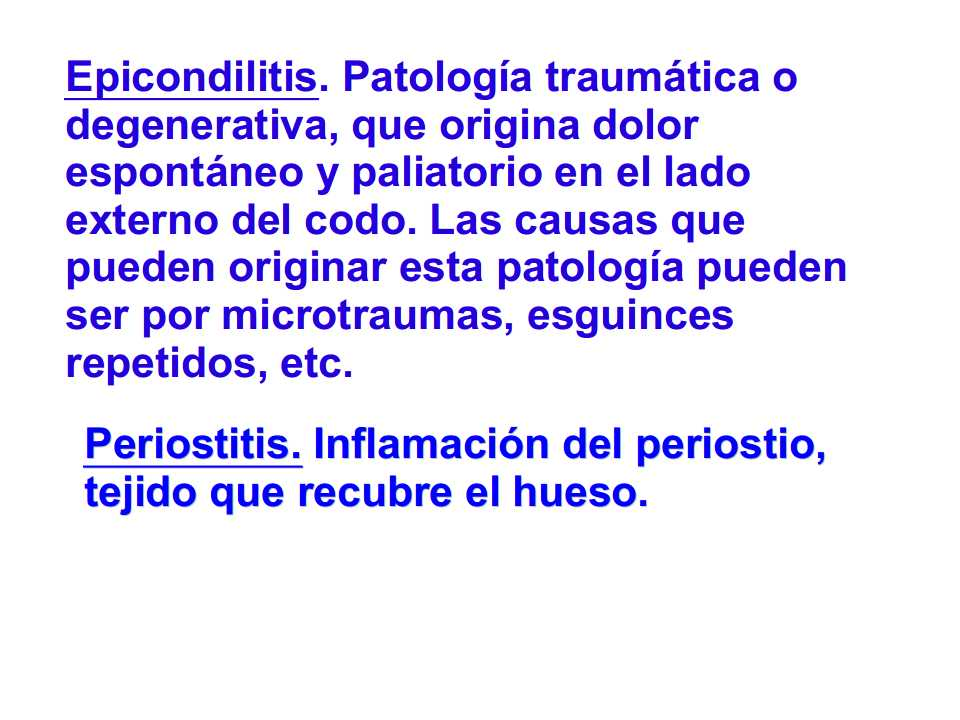 Epicondilitis. Patología traumática o
degenerativa, que origina dolor
espontáneo y paliatorio en el lado
externo del codo. Las causas que
pueden originar esta patología pueden
ser por microtraumas, esguinces
repetidos, etc.
Periostitis. Inflamación del periostio,
tejido que recubre el hueso.